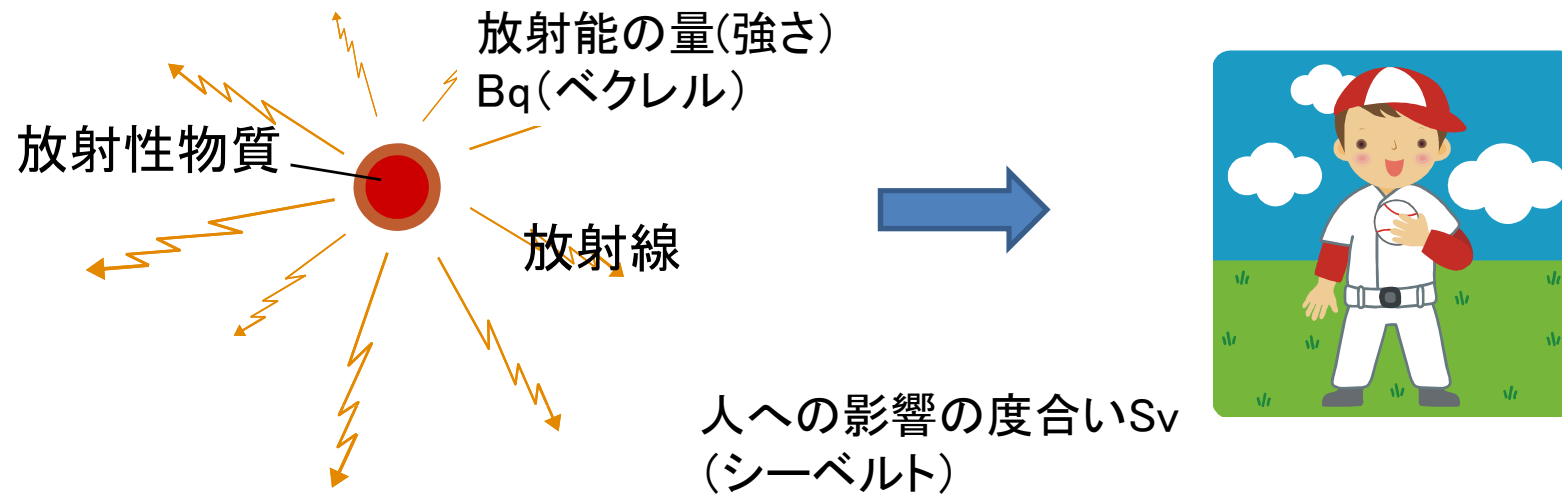 放射能の量(強さ)
Bq(ベクレル)
放射性物質
放射線
人への影響の度合いSv
(シーベルト)